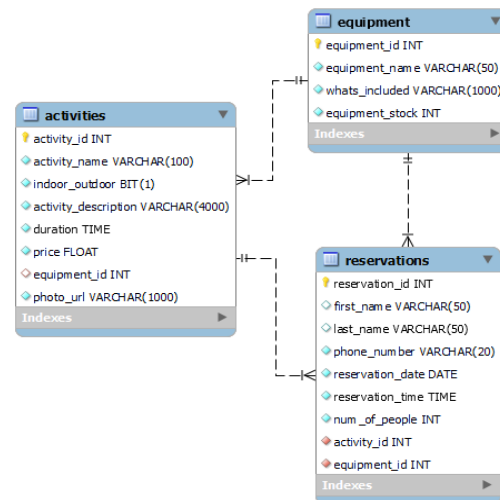 equipment
equipment_id INT
equipment_name VARCHAR(50)
whats_included VARCHAR(1000)
equipment_stock INT
Indexes
activities
activity_id INT
activity_name VARCHAR(100)
indoor_outdoor BIT(1)
activity_description VARCHAR(4000)
duration TIME
price FLOAT
equipment_id INT
photo_url VARCHAR(1000)
Indexes
reservations
reservation_id INT
first_name VARCHAR(50)
last_name VARCHAR(50)
phone_number VARCHAR(20)
reservation_date DATE
reservation_time TIME
num_of_people INT
activity_id INT
equipment_id INT
Indexes